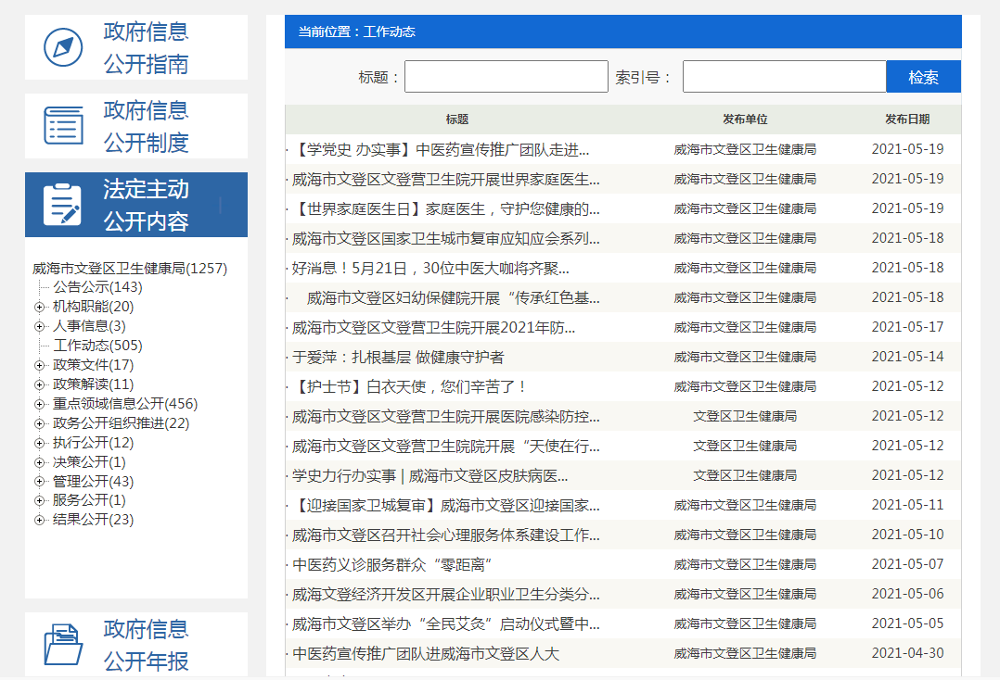 政府信息
公开指南
政府信息
公开制度
法定主动
公开内容
威海市文登区卫生健康局(1257)
公告公示(143)
机构职能(20)
人事信息(3)
工作动态(505)
政策文件(17)
政策解读(11)
重点领域信息公开(456)
政务公开组织推进(22)
执行公开(12)
决策公开(1)
管理公开(43)
服务公开(1)
结果公开(23)
政府信息
公开年报
当前位置：工作动态
标题： 索引号： 检索
标题 发布单位 发布日期
·【学党史 办实事】中医药宣传推广团队走进... 威海市文登区卫生健康局 2021-05-19
·威海市文登区文登营卫生院开展世界家庭医生... 威海市文登区卫生健康局 2021-05-19
·【世界家庭医生日】家庭医生，守护您健康的... 威海市文登区卫生健康局 2021-05-19
·威海市文登区国家卫生城市复审应知应会系列... 威海市文登区卫生健康局 2021-05-18
·好消息！5月21日，30位中医大咖将齐聚... 威海市文登区卫生健康局 2021-05-18
· 威海市文登区妇幼保健院开展“传承红色基... 威海市文登区卫生健康局 2021-05-18
·威海市文登区文登营卫生院开展2021年防... 威海市文登区卫生健康局 2021-05-17
·于爱萍：扎根基层 做健康守护者 威海市文登区卫生健康局 2021-05-14
·【护士节】白衣天使，您们辛苦了！ 威海市文登区卫生健康局 2021-05-12
·威海市文登区文登营卫生院开展医院感染防控... 文登区卫生健康局 2021-05-12
·威海市文登区文登营卫生院院开展“天使在行... 文登区卫生健康局 2021-05-12
·学史力行办实事 | 威海市文登区皮肤病医... 文登区卫生健康局 2021-05-12
·【迎接国家卫城复审】威海市文登区迎接国家... 威海市文登区卫生健康局 2021-05-11
·威海市文登区召开社会心理服务体系建设工作... 威海市文登区卫生健康局 2021-05-10
·中医药义诊服务群众“零距离” 威海市文登区卫生健康局 2021-05-07
·威海文登经济开发区开展企业职业卫生分类分... 威海市文登区卫生健康局 2021-05-06
·威海市文登区举办“全民艾灸”启动仪式暨中... 威海市文登区卫生健康局 2021-05-05
·中医药宣传推广团队进威海市文登区人大 威海市文登区卫生健康局 2021-04-30